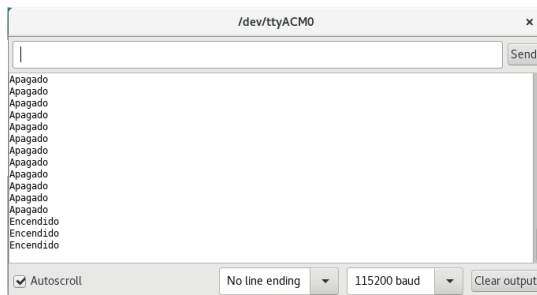 /dev/ttyACM0 ×
Send
Apagado
Apagado
Apagado
Apagado
Apagado
Apagado
Apagado
Apagado
Apagado
Apagado
Apagado
Apagado
Encendido
Encendido
Encendido
Autoscroll No line ending 115200 baud Clear output